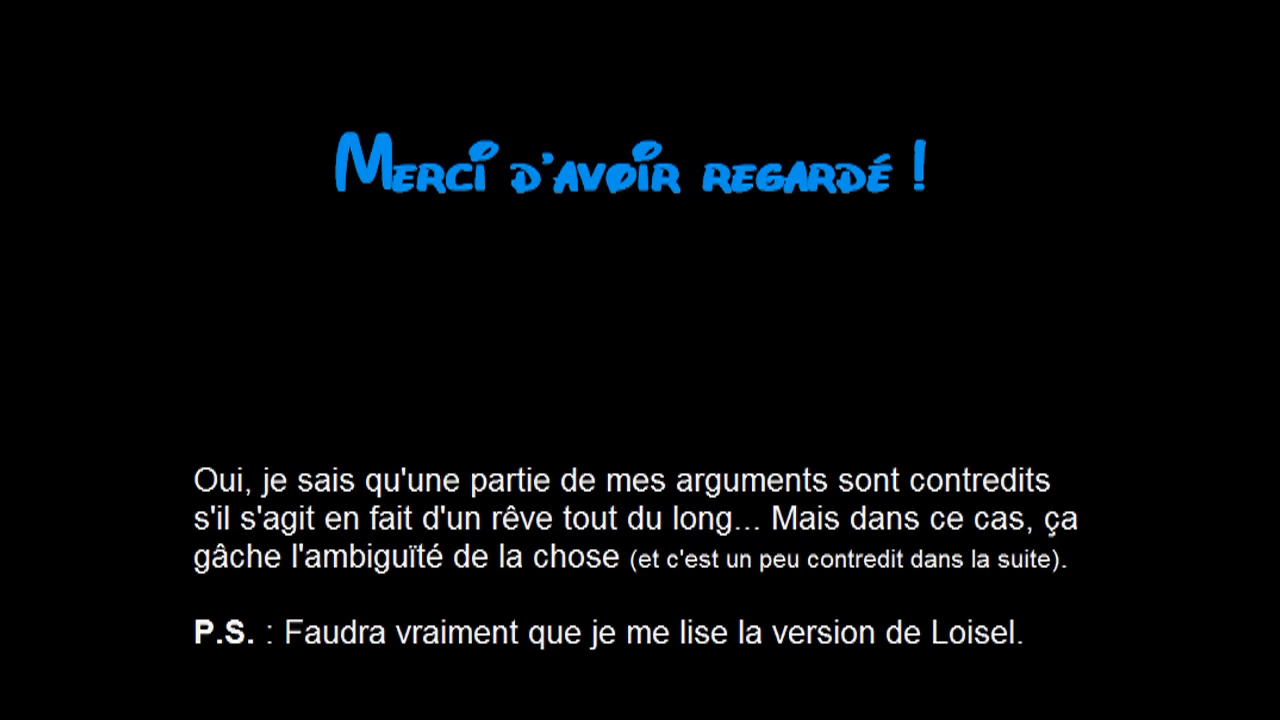 Merci d'avoir regardé !
Oui, je sais qu'une partie de mes arguments sont contredits
s'il s'agit en fait d'un rêve tout du long... Mais dans ce cas, ça
gâche l'ambiguïté de la chose (et c'est un peu contredit dans la suite).
P.S. : Faudra vraiment que je me lise la version de Loisel.